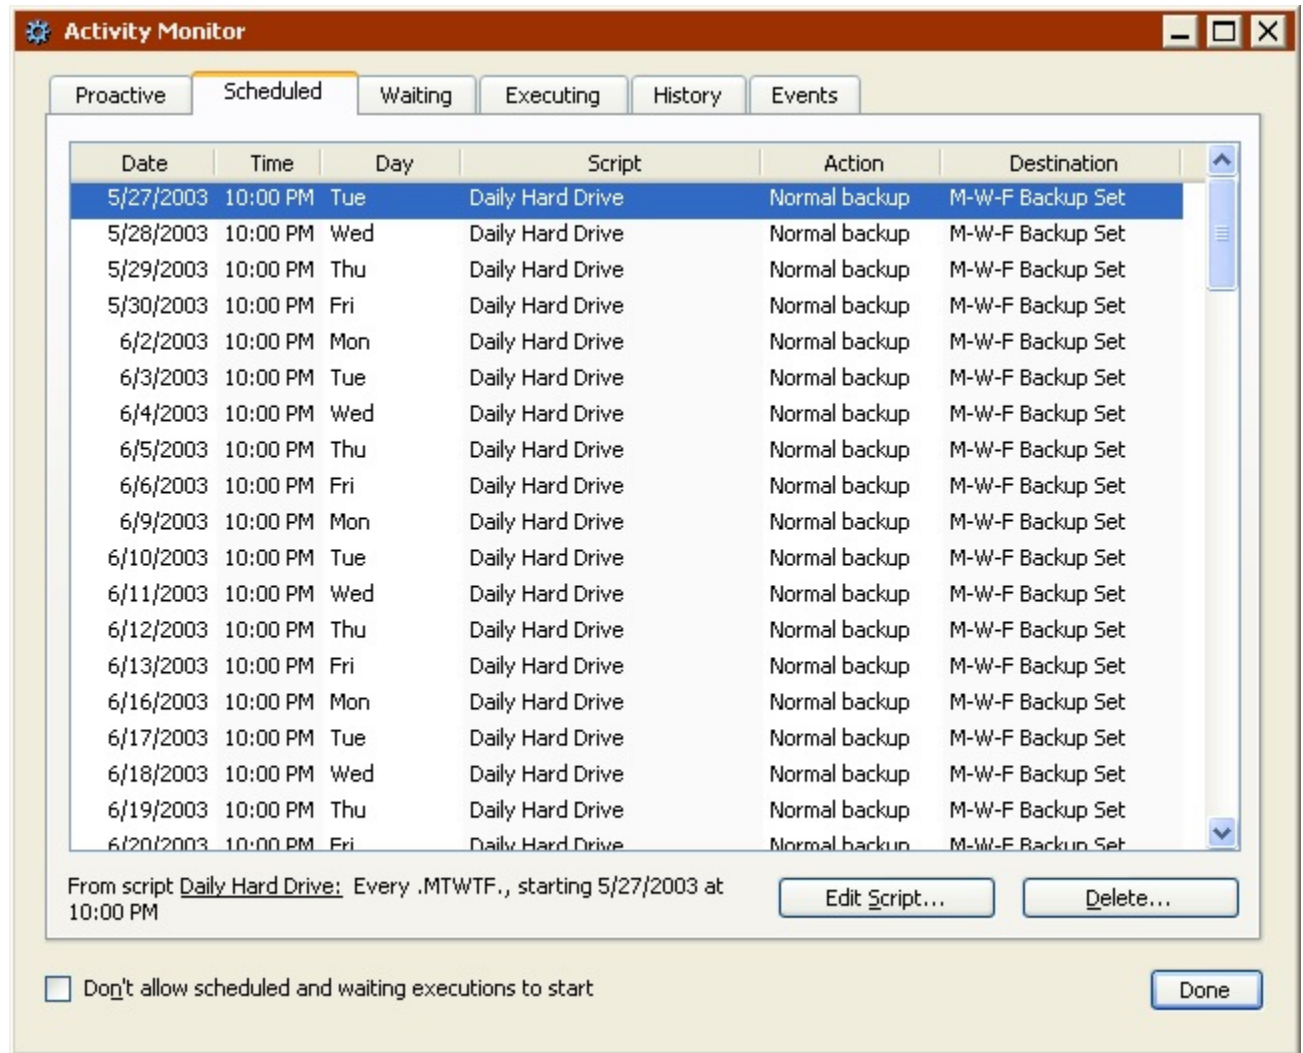 Activity Monitor
Proactive Scheduled Waiting Executing History Events
Date Time Day Script Action Destination
5/27/2003 10:00 PM Tue Daily Hard Drive Normal backup M-W-F Backup Set
5/28/2003 10:00 PM Wed Daily Hard Drive Normal backup M-W-F Backup Set
5/29/2003 10:00 PM Thu Daily Hard Drive Normal backup M-W-F Backup Set
5/30/2003 10:00 PM Fri Daily Hard Drive Normal backup M-W-F Backup Set
6/2/2003 10:00 PM Mon Daily Hard Drive Normal backup M-W-F Backup Set
6/3/2003 10:00 PM Tue Daily Hard Drive Normal backup M-W-F Backup Set
6/4/2003 10:00 PM Wed Daily Hard Drive Normal backup M-W-F Backup Set
6/5/2003 10:00 PM Thu Daily Hard Drive Normal backup M-W-F Backup Set
6/6/2003 10:00 PM Fri Daily Hard Drive Normal backup M-W-F Backup Set
6/9/2003 10:00 PM Mon Daily Hard Drive Normal backup M-W-F Backup Set
6/10/2003 10:00 PM Tue Daily Hard Drive Normal backup M-W-F Backup Set
6/11/2003 10:00 PM Wed Daily Hard Drive Normal backup M-W-F Backup Set
6/12/2003 10:00 PM Thu Daily Hard Drive Normal backup M-W-F Backup Set
6/13/2003 10:00 PM Fri Daily Hard Drive Normal backup M-W-F Backup Set
6/16/2003 10:00 PM Mon Daily Hard Drive Normal backup M-W-F Backup Set
6/17/2003 10:00 PM Tue Daily Hard Drive Normal backup M-W-F Backup Set
6/18/2003 10:00 PM Wed Daily Hard Drive Normal backup M-W-F Backup Set
6/19/2003 10:00 PM Thu Daily Hard Drive Normal backup M-W-F Backup Set
6/20/2003 10:00 PM Fri Daily Hard Drive Normal backup M-W-F Backup Set
From script Daily Hard Drive: Every .MTWTF., starting 5/27/2003 at
10:00 PM
Edit Script... Delete...
Don't allow scheduled and waiting executions to start
Done